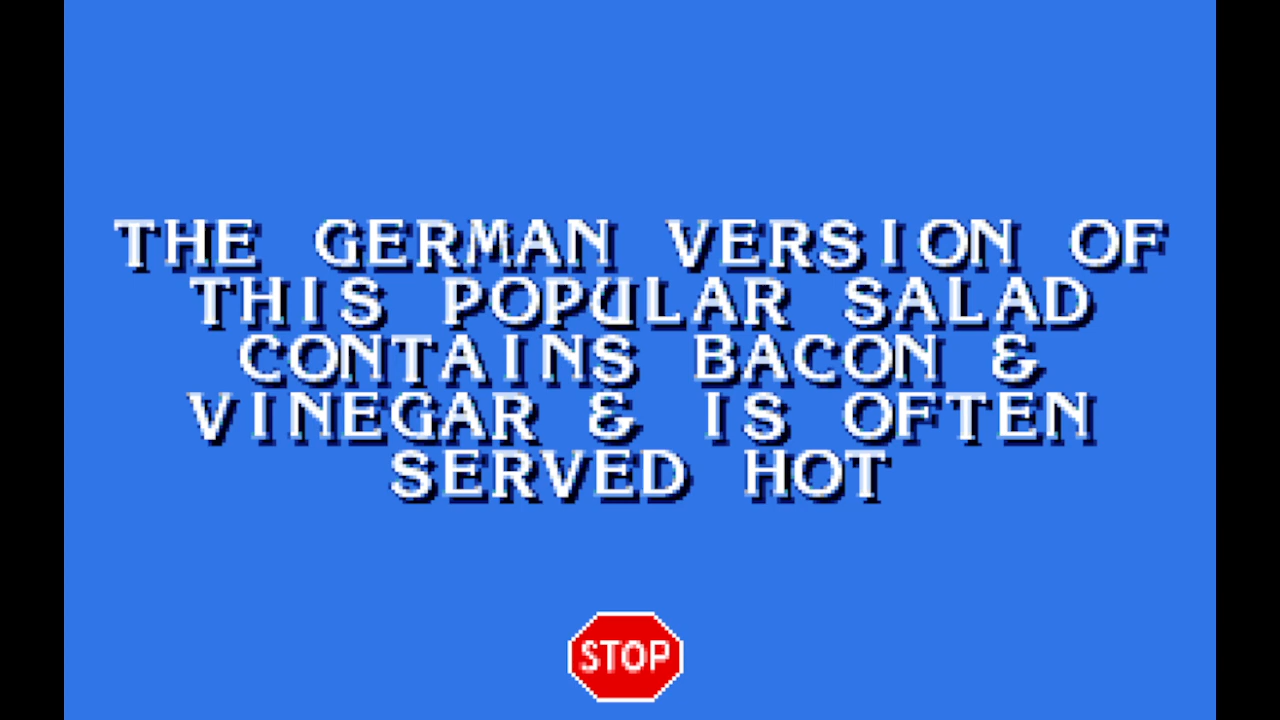 THE GERMAN VERSION OF
THIS POPULAR SALAD
CONTAINS BACON &
VINEGAR & IS OFTEN
SERVED HOT
STOP